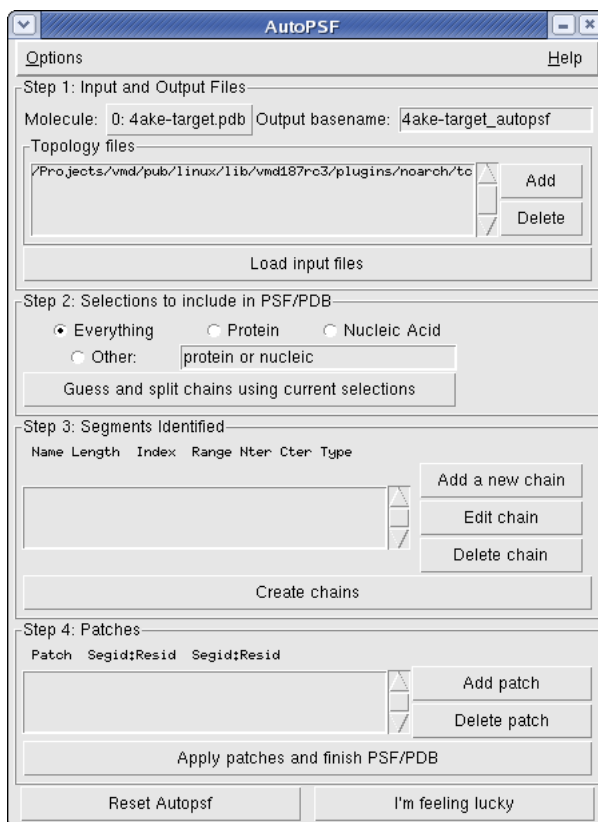 AutoPSF
Options Help
Step 1: Input and Output Files
Molecule: 0: 4ake-target.pdb Output basename: 4ake-target_autopsf
Topology files
/Projects/vmd/pub/linux/lib/vmd187rc3/plugins/noarch/tc
Add
Delete
Load input files
Step 2: Selections to include in PSF/PDB
Everything Protein Nucleic Acid
Other: protein or nucleic
Guess and split chains using current selections
Step 3: Segments Identified
Name Length Index Range Nter Cter Type
Add a new chain
Edit chain
Delete chain
Create chains
Step 4: Patches
Patch Segid:Resid Segid:Resid
Add patch
Delete patch
Apply patches and finish PSF/PDB
Reset Autopsf I'm feeling lucky